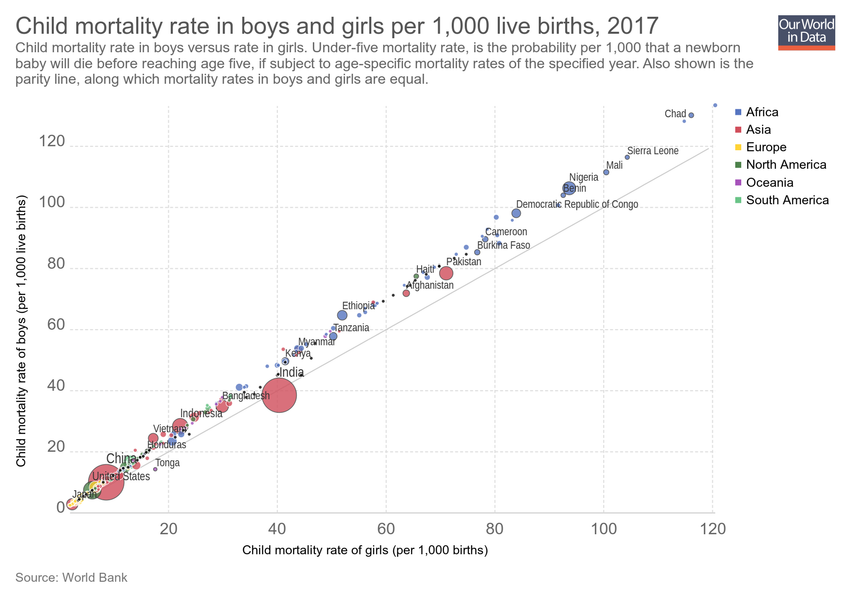 Child mortality rate in boys and girls per 1,000 live births, 2017
Our World
in Data
Child mortality rate in boys versus rate in girls. Under-five mortality rate, is the probability per 1,000 that a newborn
baby will die before reaching age five, if subject to age-specific mortality rates of the specified year. Also shown is the
parity line, along which mortality rates in boys and girls are equal.
Africa
Asia
Europe
North America
Oceania
South America
Child mortality rate of boys (per 1,000 live births)
120
100
80
60
40
20
0
Chad
Sierra Leone
Mali
Nigeria
Benin
Democratic Republic of Congo
Cameroon
Burkina Faso
Pakistan
Haiti
Afghanistan
Ethiopia
Tanzania
Myanmar
Kenya
India
Bangladesh
Indonesia
Vietnam
Honduras
China
Tonga
United States
Japan
20
40
60
80
100
120
Child mortality rate of girls (per 1,000 births)
Source: World Bank